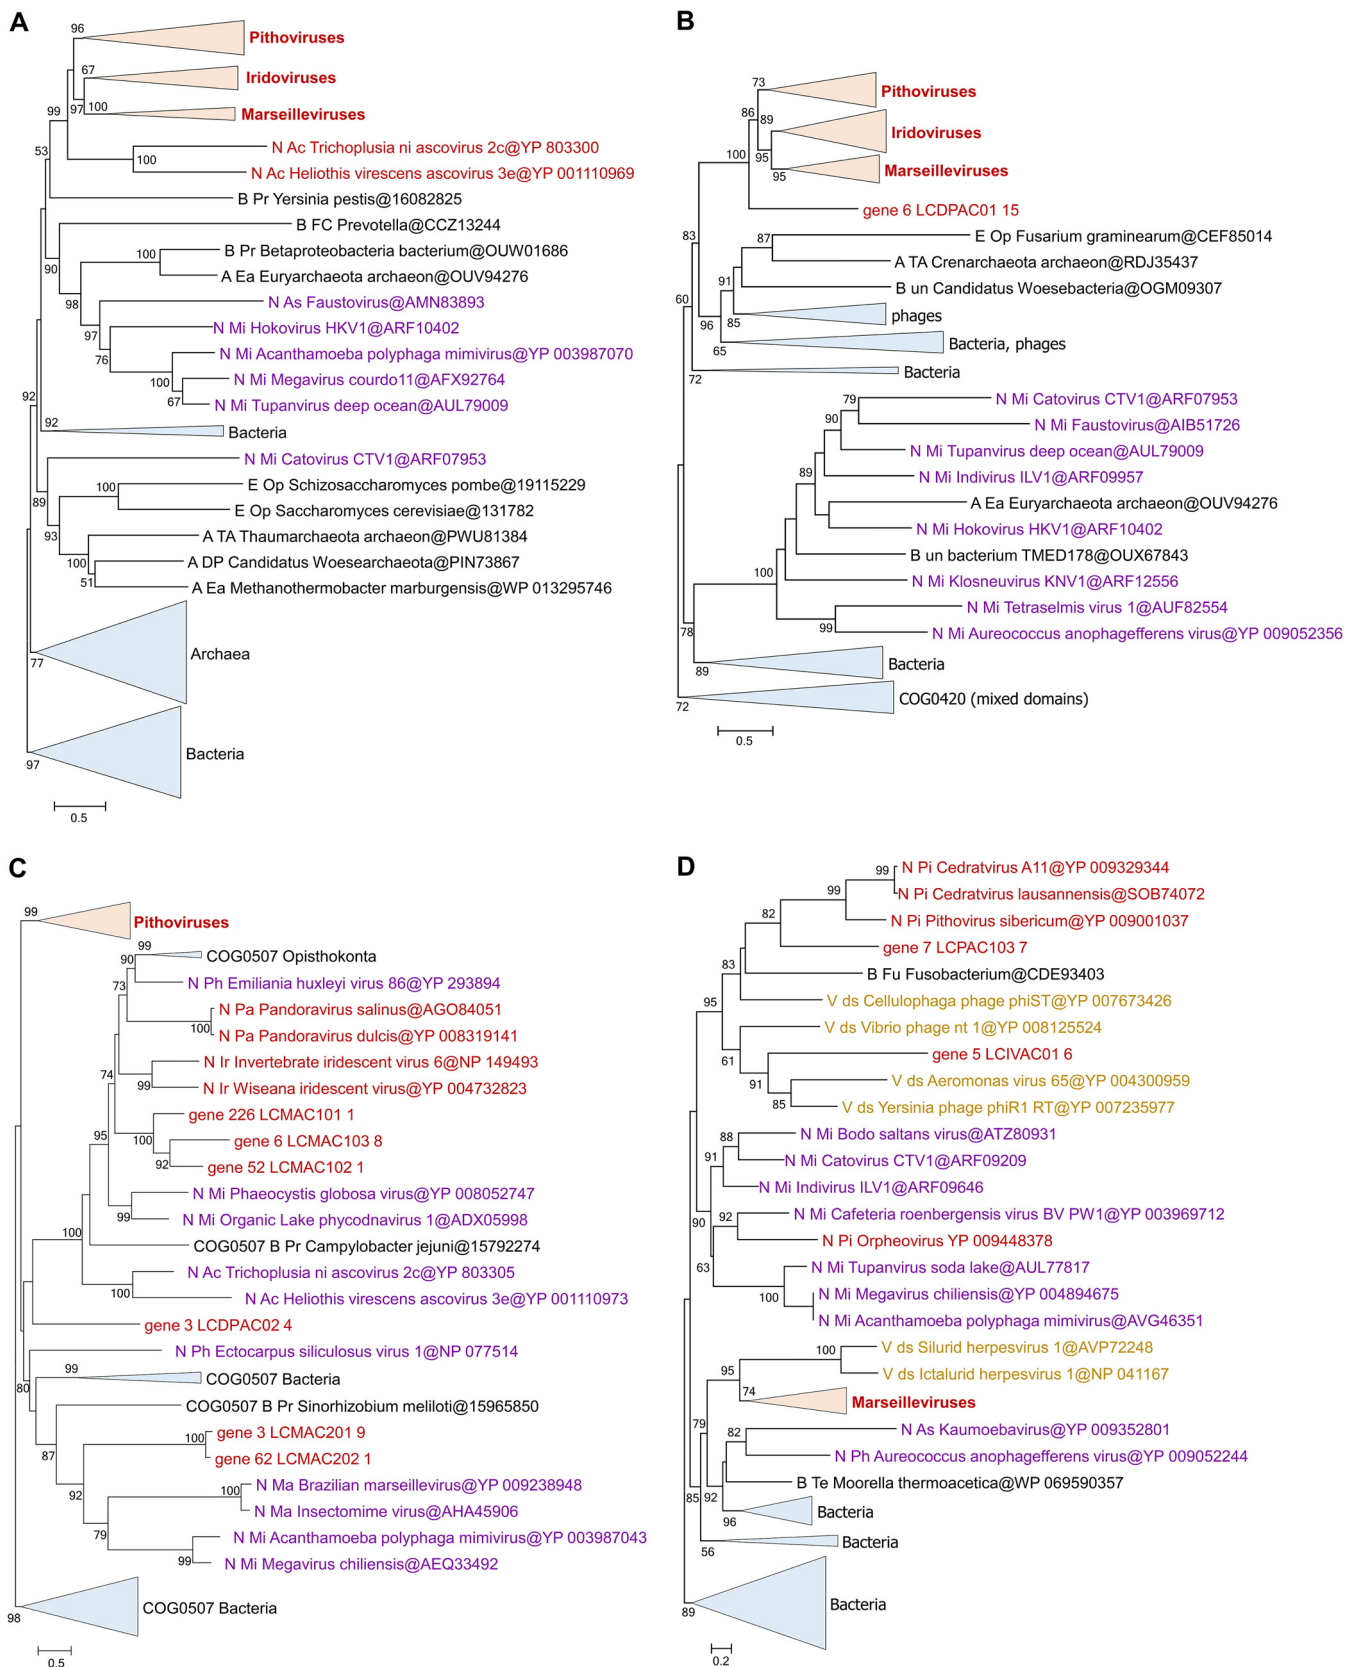 A
96
Pithoviruses
67
Iridoviruses
99
97
100
Marseilleviruses
N Ac Trichoplusia ni ascovirus 2c@YP 803300
53
100
N Ac Heliothis virescens ascovirus 3e@YP 001110969
B Pr Yersinia pestis@16082825
B FC Prevotella@CCZ13244
B Pr Betaproteobacteria bacterium@OUW01686
100
90
A Ea Euryarchaeota archaeon@OUV94276
98
N As Faustovirus@AMN83893
97
N Mi Hokovirus HKV1@ARF10402
76
N Mi Acanthamoeba polyphaga mimivirus@YP 003987070
100
N Mi Megavirus courdo11@AFX92764
92
67
N Mi Tupanvirus deep ocean@AUL79009
92
Bacteria
N Mi Catovirus CTV1@ARF07953
100
E Op Schizosaccharomyces pombe@19115229
89
E Op Saccharomyces cerevisiae@131782
93
A TA Thaumarchaeota archaeon@PWU81384
100
A DP Candidatus Woesearchaeota@PIN73867
51
A Ea Methanothermobacter marburgensis@WP 013295746
Archaea
77
Bacteria
97
0.5
B
73
Pithoviruses
86
89
Iridoviruses
100
95
95
Marseilleviruses
gene 6 LCDPAC01 15
83
87
E Op Fusarium graminearum@CEF85014
A TA Crenarchaeota archaeon@RDJ35437
91
B un Candidatus Woesebacteria@OGM09307
60
96
85
phages
65
Bacteria, phages
72
Bacteria
79
N Mi Catovirus CTV1@ARF07953
90
N Mi Faustovirus@AIB51726
N Mi Tupanvirus deep ocean@AUL79009
89
N Mi Indivirus ILV1@ARF09957
A Ea Euryarchaeota archaeon@OUV94276
N Mi Hokovirus HKV1@ARF10402
B un bacterium TMED178@OUX67843
100
N Mi Klosneuvirus KNV1@ARF12556
N Mi Tetraselmis virus 1@AUF82554
78
99
N Mi Aureococcus anophagefferens virus@YP 009052356
89
Bacteria
72
COG0420 (mixed domains)
0.5
C
99
Pithoviruses
99
90
COG0507 Opisthokonta
73
N Ph Emiliania huxleyi virus 86@YP 293894
N Pa Pandoravirus salinus@AGO84051
100
N Pa Pandoravirus dulcis@YP 008319141
N Ir Invertebrate iridescent virus 6@NP 149493
74
99
N Ir Wiseana iridescent virus@YP 004732823
gene 226 LCMAC101 1
95
100
gene 6 LCMAC103 8
92
gene 52 LCMAC102 1
N Mi Phaeocystis globosa virus@YP 008052747
99
N Mi Organic Lake phycodnavirus 1@ADX05998
100
COG0507 B Pr Campylobacter jejuni@15792274
N Ac Trichoplusia ni ascovirus 2c@YP 803305
100
N Ac Heliothis virescens ascovirus 3e@YP 001110973
gene 3 LCDPAC02 4
N Ph Ectocarpus siliculosus virus 1@NP 077514
80
99
COG0507 Bacteria
COG0507 B Pr Sinorhizobium meliloti@15965850
87
gene 3 LCMAC201 9
100
gene 62 LCMAC202 1
92
N Ma Brazilian marseillevirus@YP 009238948
100
N Ma Insectomime virus@AHA45906
79
N Mi Acanthamoeba polyphaga mimivirus@YP 003987043
99
N Mi Megavirus chiliensis@AEQ33492
98
COG0507 Bacteria
0.5
D
99
N Pi Cedratvirus A11@YP 009329344
99
N Pi Cedratvirus lausannensis@SOB74072
82
N Pi Pithovirus sibericum@YP 009001037
gene 7 LCPAC103 7
83
B Fu Fusobacterium@CDE93403
95
V ds Cellulophaga phage phiST@YP 007673426
V ds Vibrio phage nt 1@YP 008125524
61
gene 5 LCIVAC01 6
91
V ds Aeromonas virus 65@YP 004300959
85
V ds Yersinia phage phiR1 RT@YP 007235977
88
N Mi Bodo saltans virus@ATZ80931
91
N Mi Catovirus CTV1@ARF09209
N Mi Indivirus ILV1@ARF09646
90
92
N Mi Cafeteria roenbergensis virus BV PW1@YP 003969712
N Pi Orpheovirus YP 009448378
63
N Mi Tupanvirus soda lake@AUL77817
100
N Mi Megavirus chiliensis@YP 004894675
N Mi Acanthamoeba polyphaga mimivirus@AVG46351
100
V ds Silurid herpesvirus 1@AVP72248
95
V ds Ictalurid herpesvirus 1@NP 041167
74
Marseilleviruses
79
82
N As Kaumoebavirus@YP 009352801
N Ph Aureococcus anophagefferens virus@YP 009052244
85
92
B Te Moorella thermoacetica@WP 069590357
96
Bacteria
56
Bacteria
89
Bacteria
0.2